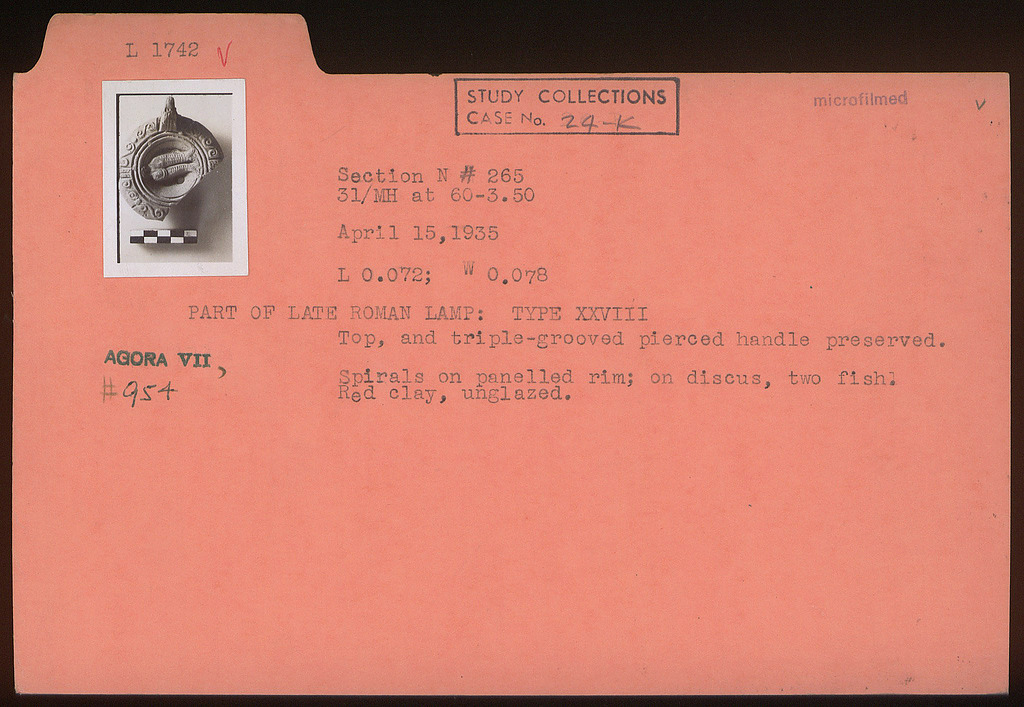 L 1742 V
STUDY COLLECTIONS
CASE No. 24-K
microfilmed
Section N # 265
31/MH at 60-3.50
April 15,1935
L 0.072; W 0.078
PART OF LATE ROMAN LAMP: TYPE XXVIII
Top, and triple-grooved pierced handle preserved.
AGORA VII,
#954
Spirals on panelled rim; on discus, two fish.
Red clay, unglazed.